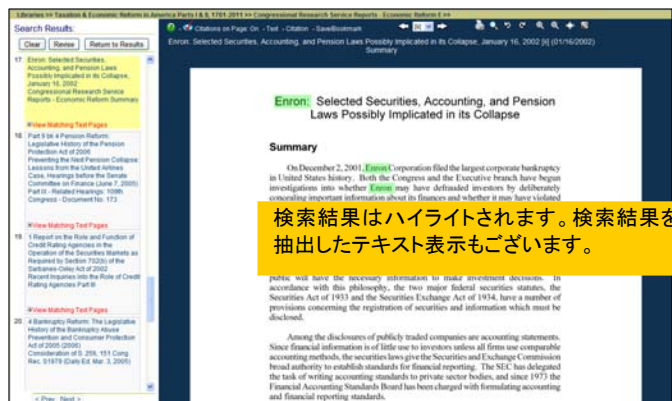 Libraries >> Taxation & Economic Reform in America Parts I & II, 1781-2011 >> Congressional Research Service Reports - Economic Reform E >>
Search Results:
Clear Revise Return to Results
17 Enron: Selected Securities,
Accounting, and Pension Laws
Possibly Implicated in its Collapse,
January 16, 2002
Congressional Research Service
Reports - Economic Reform Summary
View Matching Text Pages
18 Part 9 bk 4 Pension Reform:
Legislative History of the Pension
Protection Act of 2006
Preventing the Next Pension Collapse:
Lessons from the United Airlines
Case, Hearings before the Senate
Committee on Finance (June 7, 2005)
Part IX - Related Hearings: 109th
Congress - Document No. 173
View Matching Text Pages
19 1 Report on the Role and Function of
Credit Rating Agencies in the
Operation of the Securities Markets as
Required by Section 702(b) of the
Sarbanes-Oxley Act of 2002
Recent Inquiries into the Role of Credit
Rating Agencies Part III
View Matching Text Pages
20 4 Bankruptcy Reform: The Legislative
History of the Bankruptcy Abuse
Prevention and Consumer Protection
Act of 2005 (2006)
Consideration of S. 256, 151 Cong.
Rec. S1979 (Daily Ed. Mar. 3, 2005)
< Prev Next >
Citations on Page: On - Text - Citation - Save/Bookmark
Enron: Selected Securities, Accounting, and Pension Laws Possibly Implicated in its Collapse, January 16, 2002 [ii] (01/16/2002)
Summary
Enron: Selected Securities, Accounting, and Pension
Laws Possibly Implicated in its Collapse
Summary
On December 2, 2001, Enron Corporation filed the largest corporate bankruptcy
in United States history. Both the Congress and the Executive branch have begun
investigations into whether Enron may have defrauded investors by deliberately
concealing important information about its finances and whether it may have violated
検索結果はハイライトされます。検索結果を
抽出したテキスト表示もございます。
public will have the necessary information to make investment decisions. In
accordance with this philosophy, the two major federal securities statutes, the
Securities Act of 1933 and the Securities Exchange Act of 1934, have a number of
provisions concerning the registration of securities and information which must be
disclosed.
Among the disclosures of publicly traded companies are accounting statements.
Since financial information is of little use to investors unless all firms use comparable
accounting methods, the securities laws give the Securities and Exchange Commission
broad authority to establish standards for financial reporting. The SEC has delegated
the task of writing accounting standards to private sector bodies, and since 1973 the
Financial Accounting Standards Board has been charged with formulating accounting
and financial reporting standards.